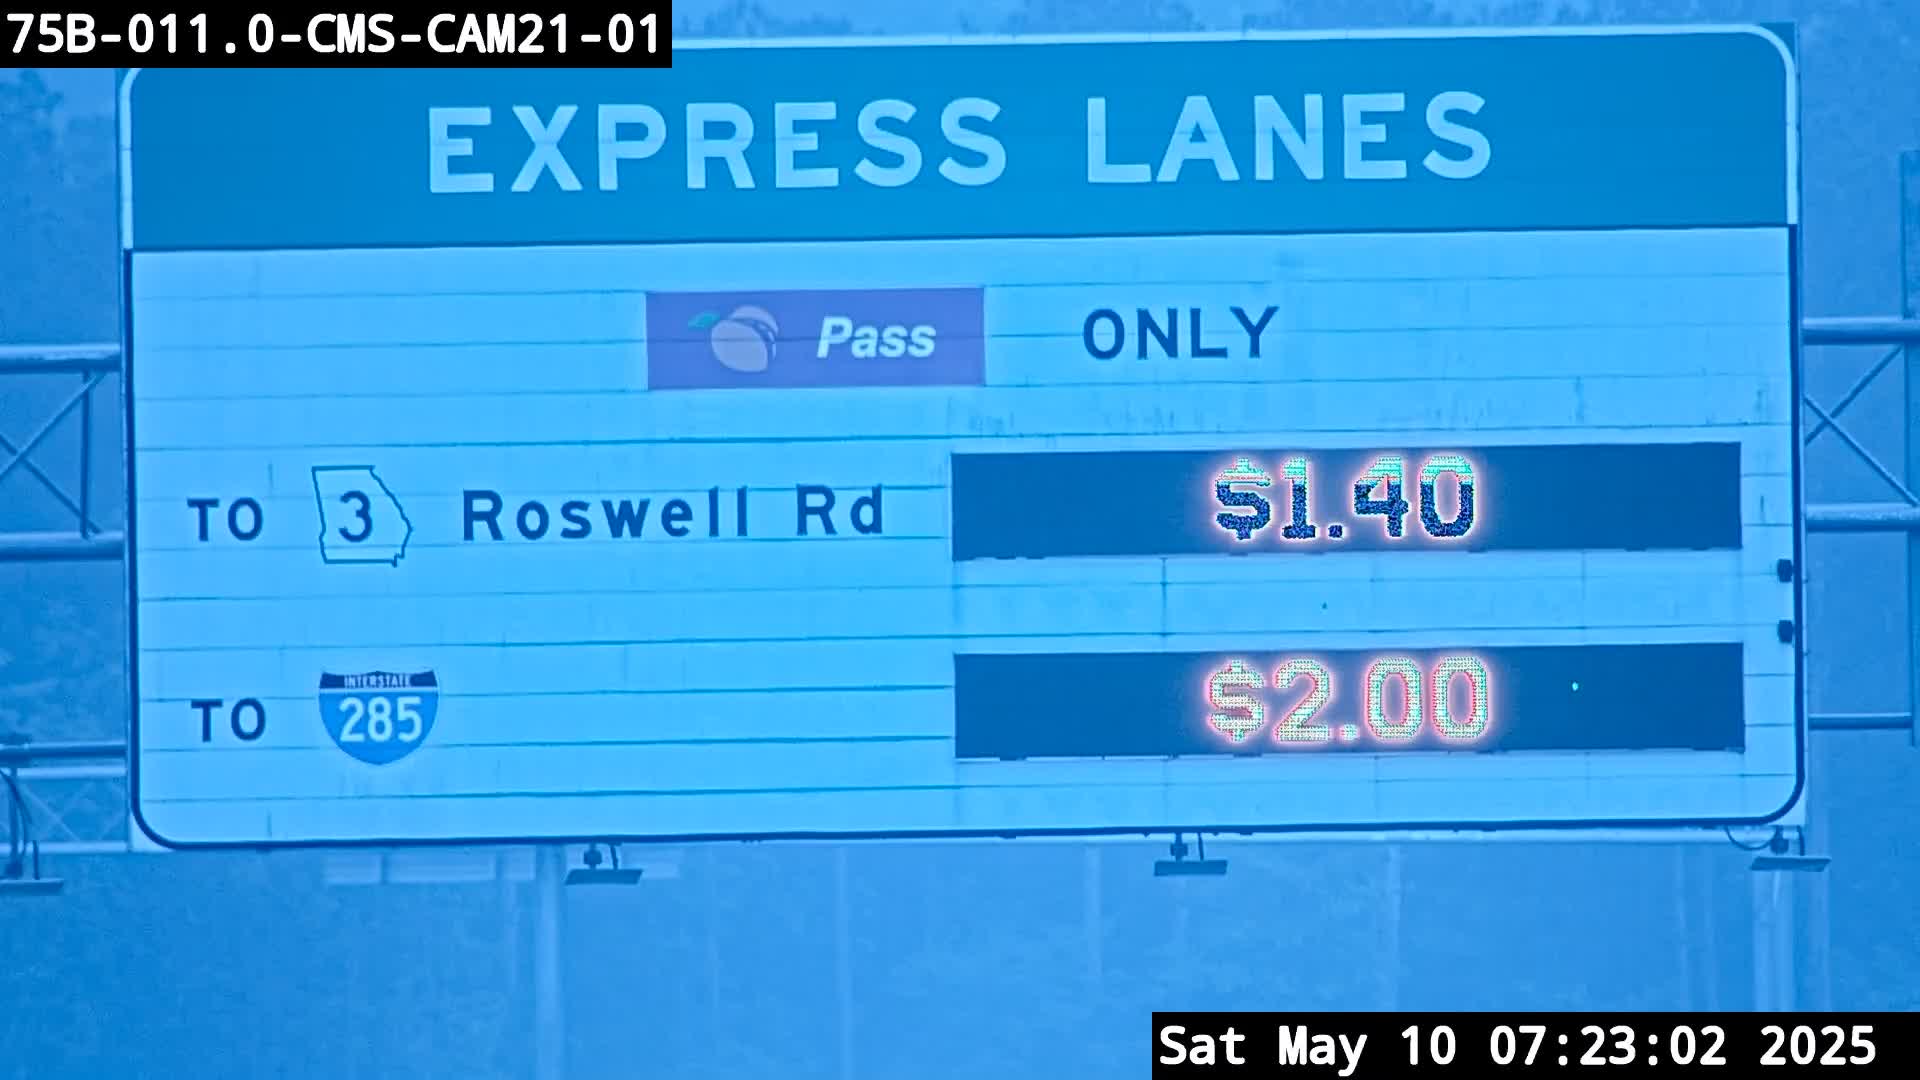 75B-011.0-CMS-CAM21-01
EXPRESS LANES
Pass ONLY
TO 3 Roswell Rd $1.40
TO INTERSTATE 285 $2.00
Sat May 10 07:23:02 2025